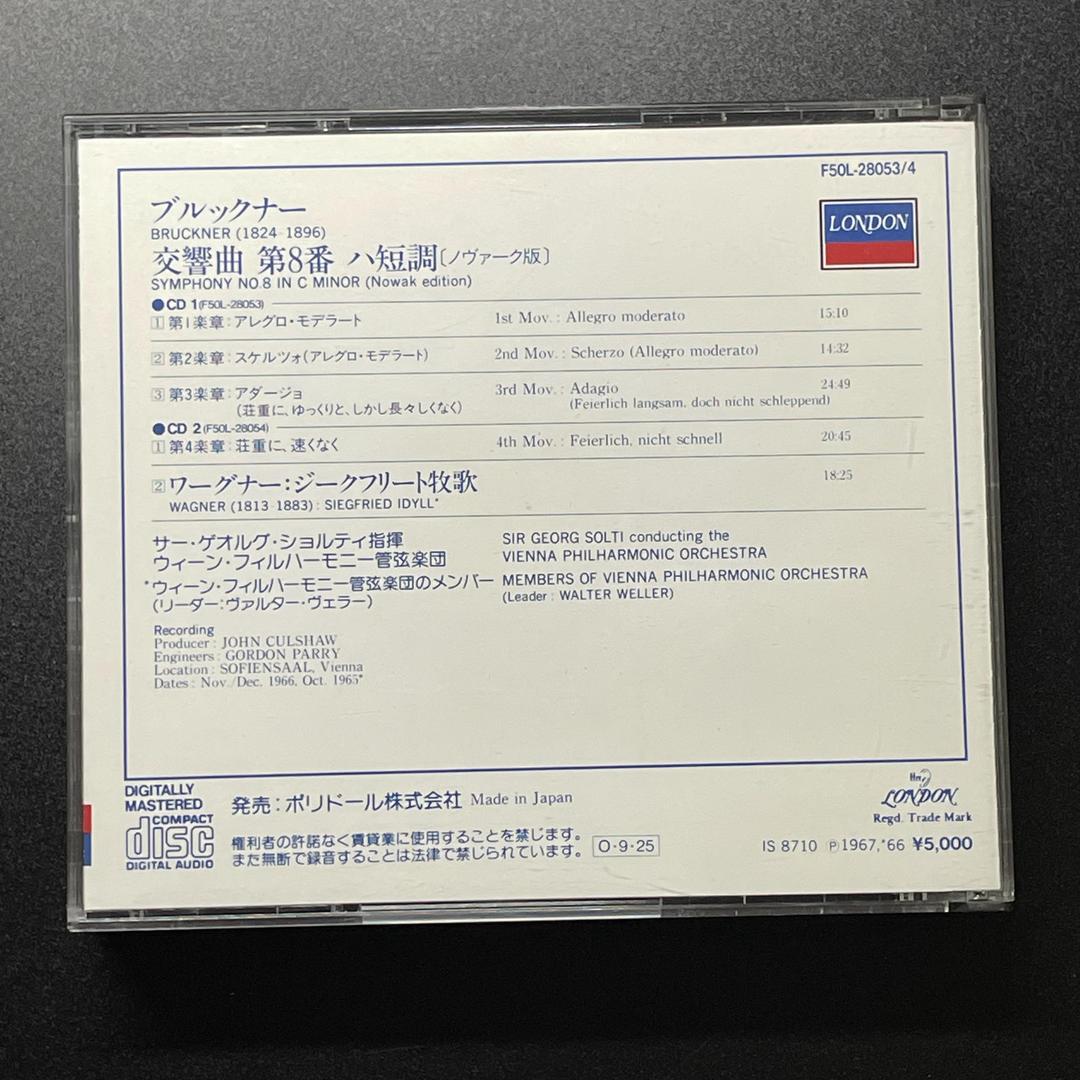 F50L-28053/4
ブルックナー
BRUCKNER (1824-1896)
LONDON
交響曲 第8番 ハ短調〔ノヴァーク版〕
SYMPHONY NO.8 IN C MINOR (Nowak edition)
●CD 1 (F50L-28053)
1 第1楽章:アレグロ・モデラート 1st Mov. : Allegro moderato 15:10
2 第2楽章:スケルツォ(アレグロ・モデラート) 2nd Mov. : Scherzo (Allegro moderato) 14:32
3 第3楽章:アダージョ 3rd Mov. : Adagio 24:49
(荘重に、ゆっくりと、しかし長々しくなく) (Feierlich langsam, doch nicht schleppend)
●CD 2 (F50L-28054)
1 第4楽章:荘重に、速くなく 4th Mov. : Feierlich, nicht schnell 20:45
2 ワーグナー:ジークフリート牧歌 18:25
WAGNER (1813-1883) : SIEGFRIED IDYLL*
サー・ゲオルグ・ショルティ指揮 SIR GEORG SOLTI conducting the
ウィーン・フィルハーモニー管弦楽団 VIENNA PHILHARMONIC ORCHESTRA
*ウィーン・フィルハーモニー管弦楽団のメンバー MEMBERS OF VIENNA PHILHARMONIC ORCHESTRA
(リーダー:ヴァルター・ヴェラー) (Leader : WALTER WELLER)
Recording
Producer : JOHN CULSHAW
Engineers : GORDON PARRY
Location : SOFIENSAAL, Vienna
Dates : Nov./Dec. 1966, Oct. 1965*
DIGITALLY
MASTERED
COMPACT
disc
DIGITAL AUDIO
発売:ポリドール株式会社 Made in Japan
権利者の許諾なく賃貸業に使用することを禁じます。
また無断で録音することは法律で禁じられています。 O・9・25
LONDON
Regd. Trade Mark
IS 8710 Ⓟ1967,*66 ¥5,000